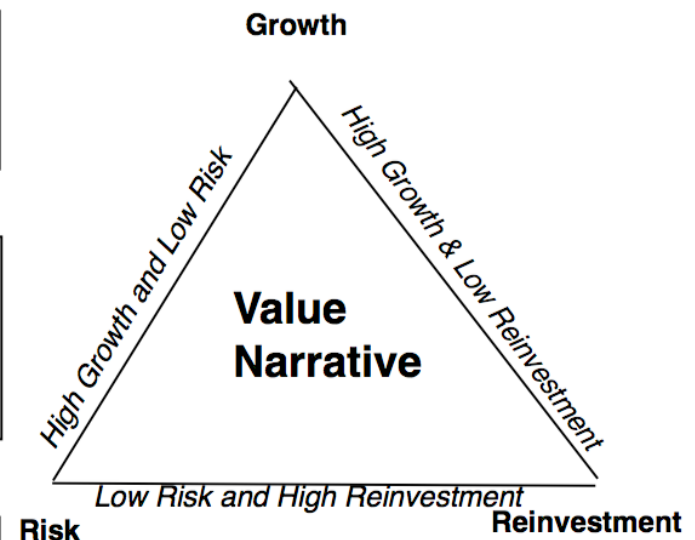 Growth
High Growth and Low Risk
High Growth & Low Reinvestment
Value
Narrative
Low Risk and High Reinvestment
Risk
Reinvestment